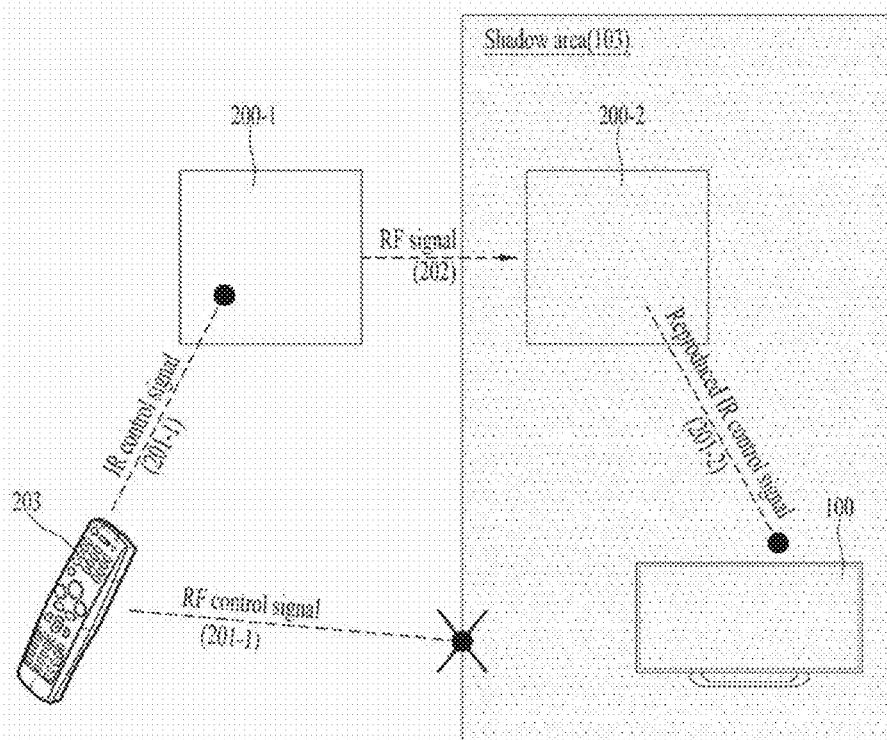 Shadow area(103)
200-1
200-2
RF signal
(202)
IR control signal
(201-1)
Reproduced IR control signal
(201-2)
203
100
RF control signal
(201-1)